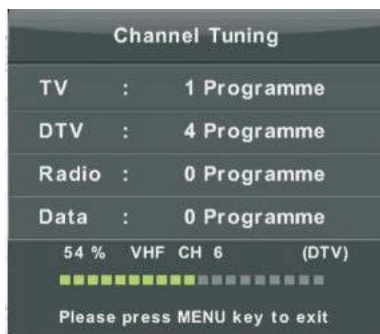 Channel Tuning
TV : 1 Programme
DTV : 4 Programme
Radio : 0 Programme
Data : 0 Programme
54 % VHF CH 6 (DTV)
Please press MENU key to exit